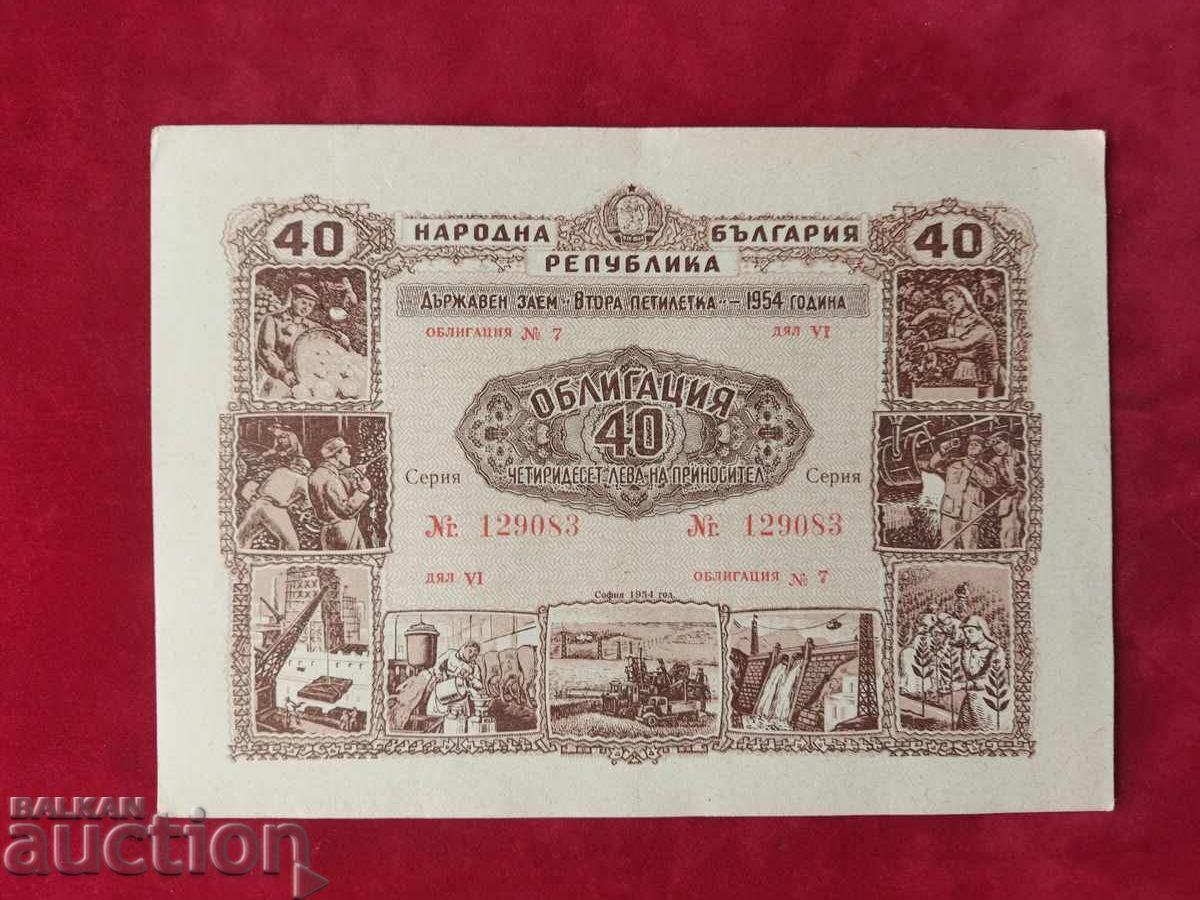 40 НАРОДНА БЪЛГАРИЯ 40
РЕПУБЛИКА
ДЪРЖАВЕН ЗАЕМ „ВТОРА ПЕТИЛЕТКА“ – 1954 ГОДИНА
ОБЛИГАЦИЯ № 7 ДЯЛ VI
ОБЛИГАЦИЯ
40
ЧЕТИРИДЕСЕТ ЛЕВА НА ПРИНОСИТЕЛ
Серия Серия
№. 129083 №. 129083
ДЯЛ VI ОБЛИГАЦИЯ № 7
София 1954 год.
BALKAN
auction